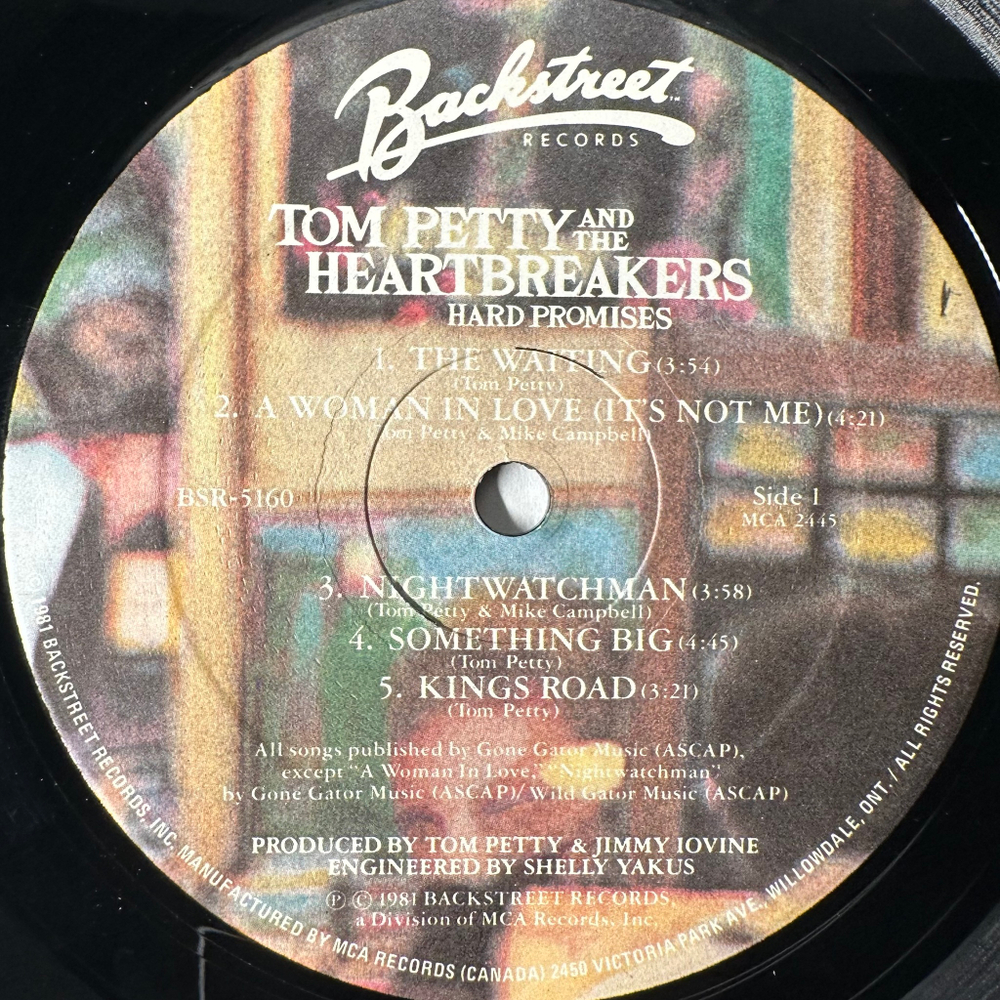 Backstreet™
RECORDS
TOM PETTY AND THE
HEARTBREAKERS
HARD PROMISES
1. THE WAITING (3:54)
(Tom Petty)
2. A WOMAN IN LOVE (IT'S NOT ME) (4:21)
(Tom Petty & Mike Campbell)
BSR-5160
Side 1
MCA 2445
3. NIGHTWATCHMAN (3:58)
(Tom Petty & Mike Campbell)
4. SOMETHING BIG (4:45)
(Tom Petty)
5. KINGS ROAD (3:21)
(Tom Petty)
All songs published by Gone Gator Music (ASCAP),
except "A Woman In Love," "Nightwatchman"
by Gone Gator Music (ASCAP)/Wild Gator Music (ASCAP)
PRODUCED BY TOM PETTY & JIMMY IOVINE
ENGINEERED BY SHELLY YAKUS
℗ © 1981 BACKSTREET RECORDS,
a Division of MCA Records, Inc.
© 1981 BACKSTREET RECORDS, INC. MANUFACTURED BY MCA RECORDS (CANADA) 2450 VICTORIA PARK AVE., WILLOWDALE, ONT. / ALL RIGHTS RESERVED.